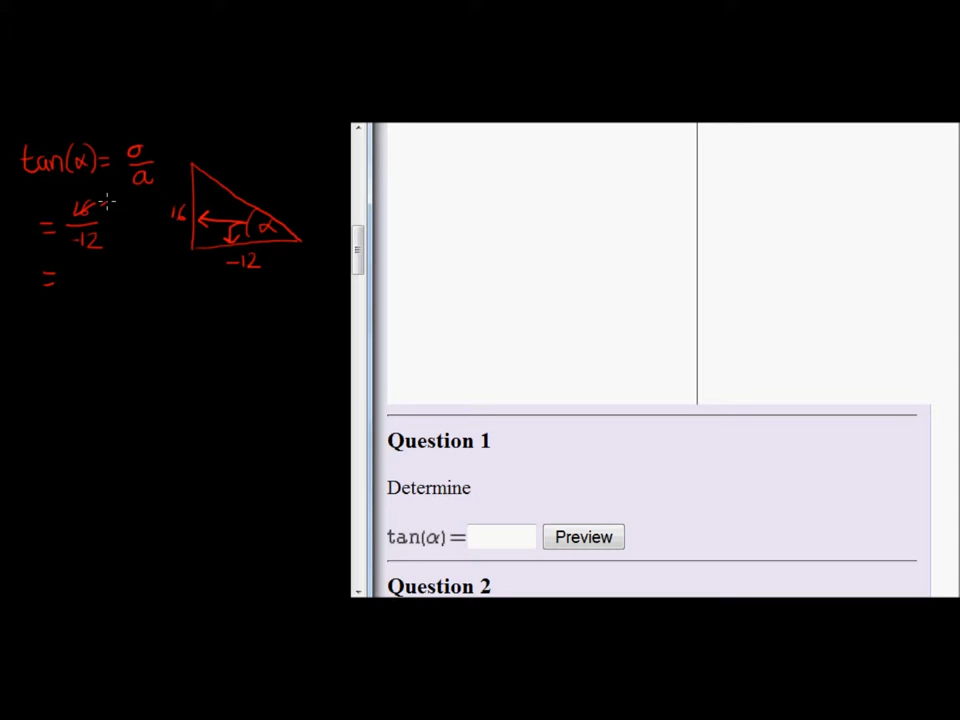 tan(α) = o/a
= 16/-12
=
16
α
-12
Question 1
Determine
tan(α)=
Preview
Question 2